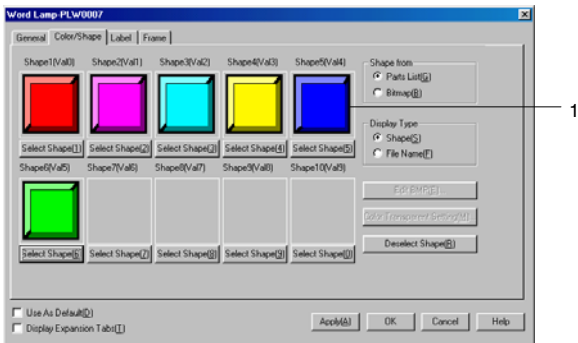 Word Lamp-PLW0007
General Color/Shape Label Frame
Shape1(Val0) Shape2(Val1) Shape3(Val2) Shape4(Val3) Shape5(Val4)
Select Shape(1) Select Shape(2) Select Shape(3) Select Shape(4) Select Shape(5)
Shape6(Val5) Shape7(Val6) Shape8(Val7) Shape9(Val8) Shape10(Val9)
Select Shape(6) Select Shape(7) Select Shape(8) Select Shape(9) Select Shape(0)
Shape from
Parts List(G)
Bitmap(B)
Display Type
Shape(S)
File Name(F)
Edit BMP(E)...
Color Transparent Setting(M)
Deselect Shape(R)
1
Use As Default(D)
Display Expansion Tabs(T)
Apply(A) OK Cancel Help